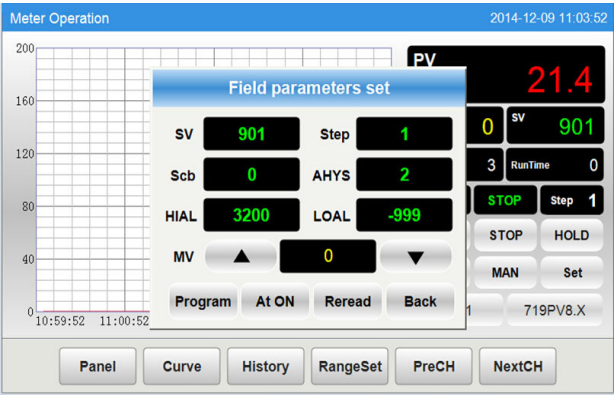 Meter Operation 2014-12-09 11:03:52
200
160
120
80
40
0
10:59:52 11:00:52
PV
21.4
0 SV 901
3 RunTime 0
STOP Step 1
STOP HOLD
MAN Set
1 719PV8.X
Field parameters set
SV 901 Step 1
Scb 0 AHYS 2
HIAL 3200 LOAL -999
MV ▲ 0 ▼
Program At ON Reread Back
Panel Curve History RangeSet PreCH NextCH